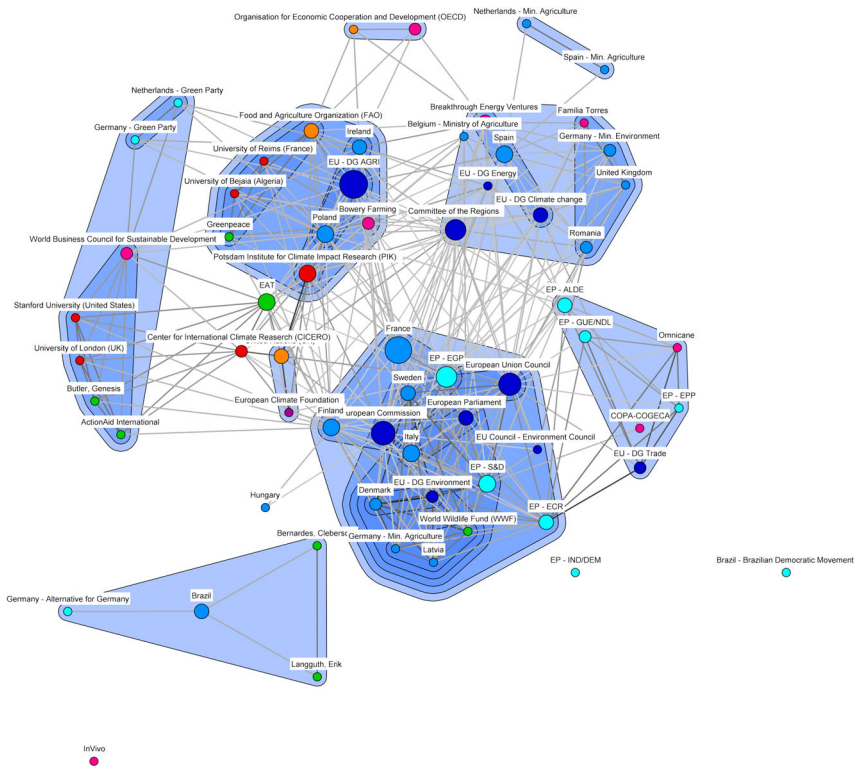 Organisation for Economic Cooperation and Development (OECD)
Netherlands - Min. Agriculture
Spain - Min. Agriculture
Netherlands - Green Party
Germany - Green Party
Food and Agriculture Organization (FAO)
Ireland
University of Reims (France)
EU - DG AGRI
University of Bejaia (Algeria)
Bowery Farming
Poland
Greenpeace
Potsdam Institute for Climate Impact Research (PIK)
Breakthrough Energy Ventures
Familia Torres
Belgium - Ministry of Agriculture
Spain
Germany - Min. Environment
EU - DG Energy
United Kingdom
EU - DG Climate change
Committee of the Regions
Romania
World Business Council for Sustainable Development
EAT
Stanford University (United States)
Center for International Climate Reaserch (CICERO)
University of London (UK)
Butler, Genesis
European Climate Foundation
ActionAid International
EP - ALDE
EP - GUE/NDL
Omnicane
EP - EPP
COPA-COGECA
EU - DG Trade
France
EP - EGP
European Union Council
Sweden
European Parliament
Finland
uropean Commission
Italy
EU Council - Environment Council
EP - S&D
EU - DG Environment
Denmark
EP - ECR
World Wildlife Fund (WWF)
Germany - Min. Agriculture
Latvia
Hungary
Bernardes, Clebers
EP - IND/DEM
Brazil - Brazilian Democratic Movement
Germany - Alternative for Germany
Brazil
Langguth, Erik
InVivo